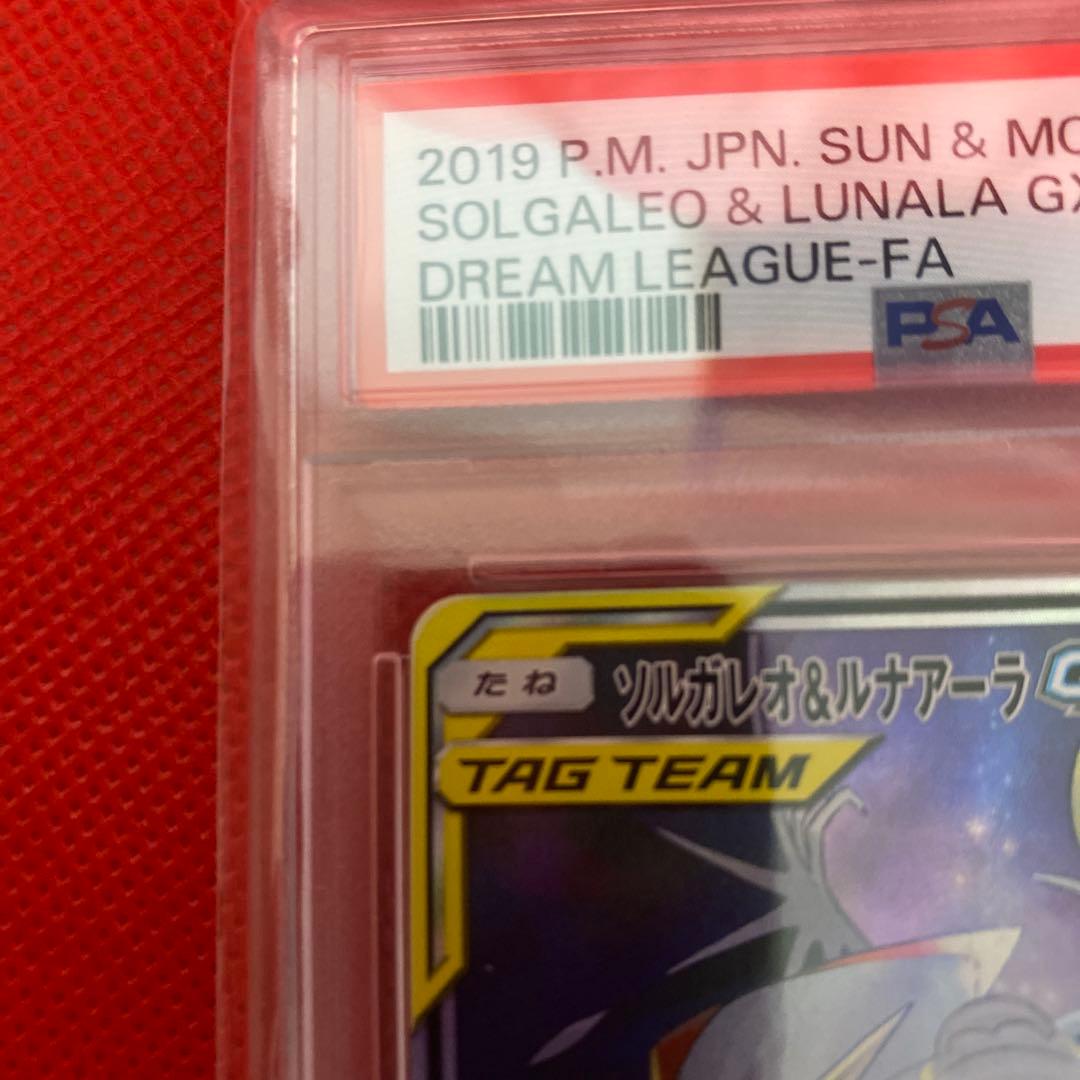 2019 P.M. JPN. SUN & MO
SOLGALEO & LUNALA GX
DREAM LEAGUE-FA
PSA
たね
ソルガレオ&ルナアーラ
TAG TEAM